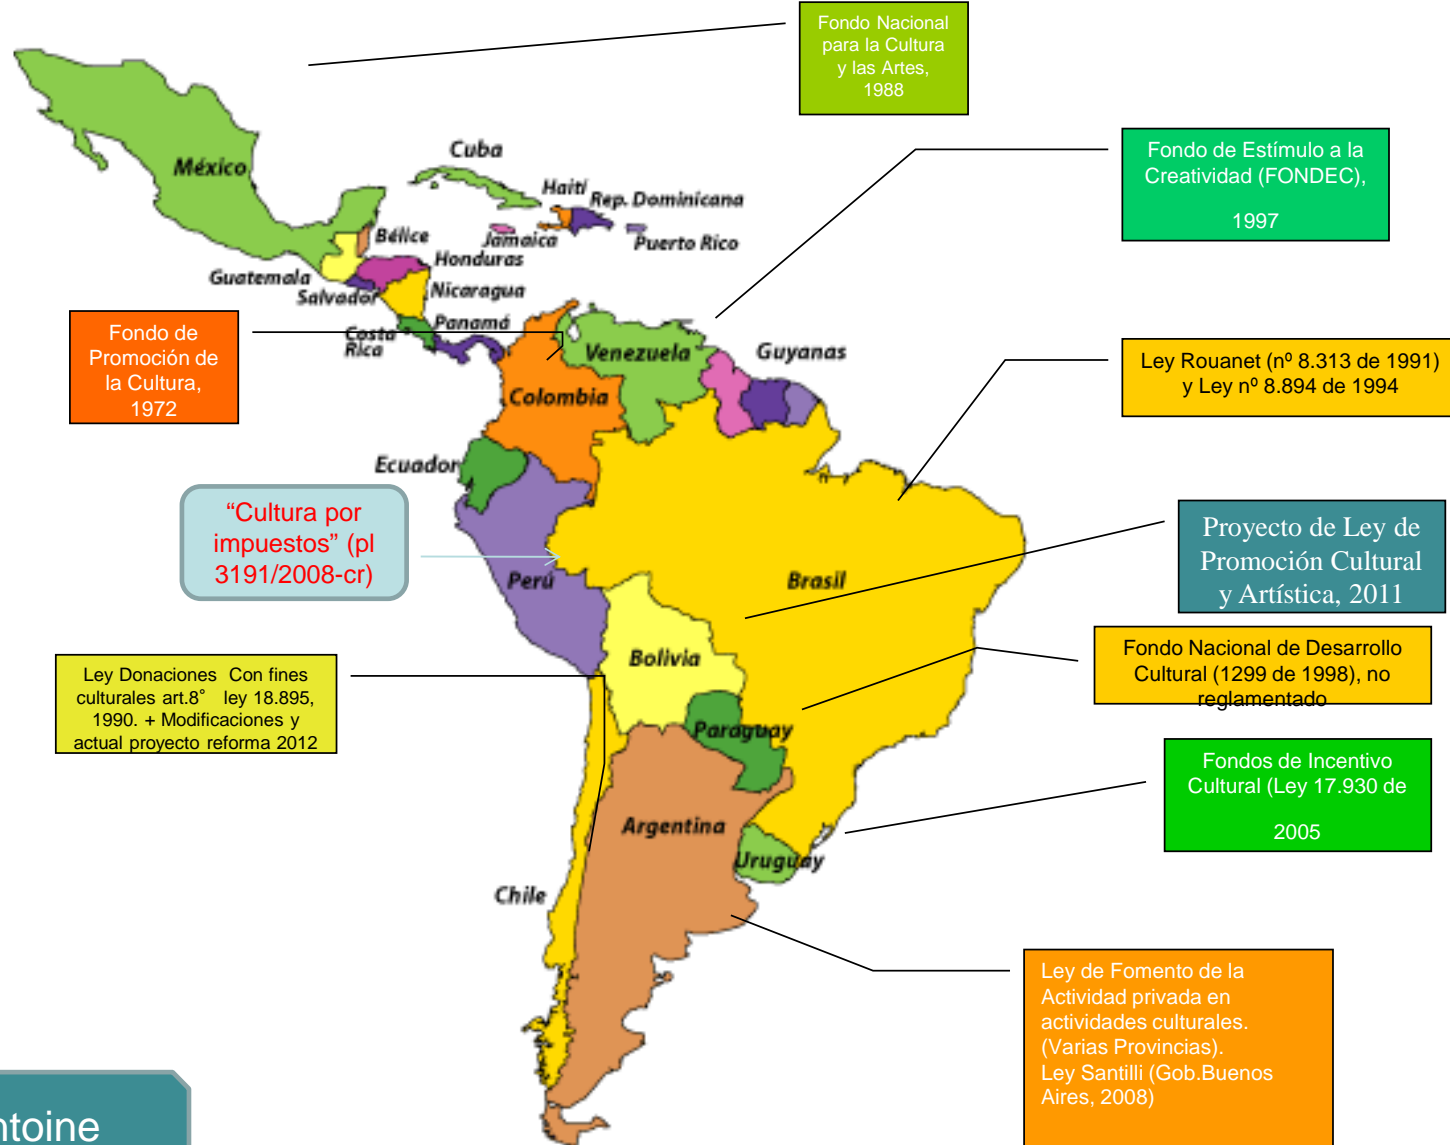 Fondo Nacional
para la Cultura
y las Artes,
1988
Fondo de Estímulo a la
Creatividad (FONDEC),
1997
México
Cuba
Haití
Rep. Dominicana
Jamaica
Puerto Rico
Bélice
Honduras
Guatemala
Salvador
Nicaragua
Costa
Rica
Panamá
Fondo de
Promoción de
la Cultura,
1972
Venezuela
Guyanas
Colombia
Ley Rouanet (nº 8.313 de 1991)
y Ley nº 8.894 de 1994
Ecuador
“Cultura por
impuestos” (pl
3191/2008-cr)
Perú
Brasil
Proyecto de Ley de
Promoción Cultural
y Artística, 2011
Bolivia
Fondo Nacional de Desarrollo
Cultural (1299 de 1998), no
reglamentado
Ley Donaciones Con fines
culturales art.8° ley 18.895,
1990. + Modificaciones y
actual proyecto reforma 2012
Paraguay
Fondos de Incentivo
Cultural (Ley 17.930 de
2005
Argentina
Uruguay
Chile
Ley de Fomento de la
Actividad privada en
actividades culturales.
(Varias Provincias).
Ley Santilli (Gob.Buenos
Aires, 2008)
ntoine